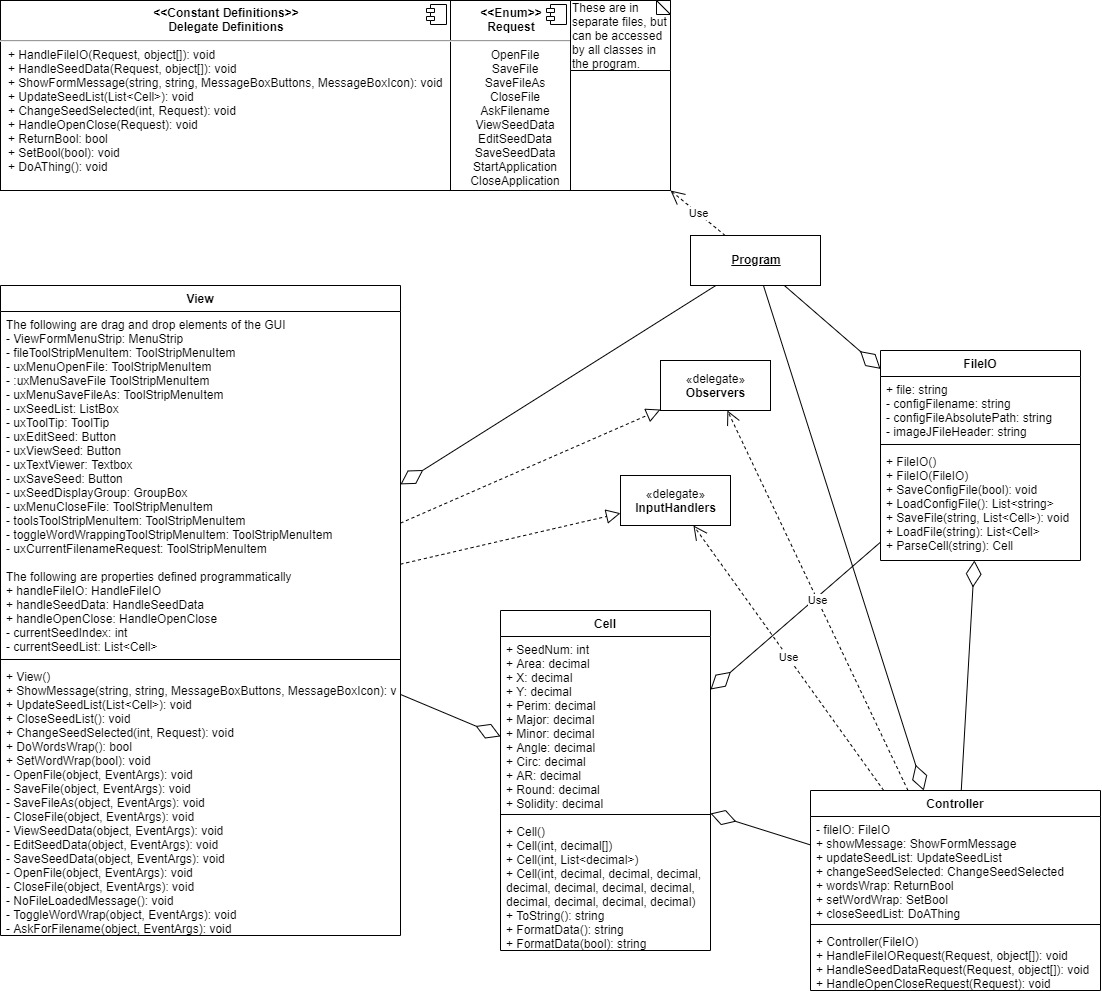 <<Constant Definitions>>
Delegate Definitions
+ HandleFileIO(Request, object[]): void
+ HandleSeedData(Request, object[]): void
+ ShowFormMessage(string, string, MessageBoxButtons, MessageBoxIcon): void
+ UpdateSeedList(List<Cell>): void
+ ChangeSeedSelected(int, Request): void
+ HandleOpenClose(Request): void
+ ReturnBool: bool
+ SetBool(bool): void
+ DoAThing(): void
<<Enum>>
Request
OpenFile
SaveFile
SaveFileAs
CloseFile
AskFilename
ViewSeedData
EditSeedData
SaveSeedData
StartApplication
CloseApplication
These are in
separate files, but
can be accessed
by all classes in
the program.
Use
Program
View
The following are drag and drop elements of the GUI
- ViewFormMenuStrip: MenuStrip
- fileToolStripMenuItem: ToolStripMenuItem
- uxMenuOpenFile: ToolStripMenuItem
- :uxMenuSaveFile ToolStripMenuItem
- uxMenuSaveFileAs: ToolStripMenuItem
- uxSeedList: ListBox
- uxToolTip: ToolTip
- uxEditSeed: Button
- uxViewSeed: Button
- uxTextViewer: Textbox
- uxSaveSeed: Button
- uxSeedDisplayGroup: GroupBox
- uxMenuCloseFile: ToolStripMenuItem
- toolsToolStripMenuItem: ToolStripMenuItem
- toggleWordWrappingToolStripMenuItem: ToolStripMenuItem
- uxCurrentFilenameRequest: ToolStripMenuItem
The following are properties defined programmatically
+ handleFileIO: HandleFileIO
+ handleSeedData: HandleSeedData
+ handleOpenClose: HandleOpenClose
- currentSeedIndex: int
- currentSeedList: List<Cell>
+ View()
+ ShowMessage(string, string, MessageBoxButtons, MessageBoxIcon): v
+ UpdateSeedList(List<Cell>): void
+ CloseSeedList(): void
+ ChangeSeedSelected(int, Request): void
+ DoWordsWrap(): bool
+ SetWordWrap(bool): void
- OpenFile(object, EventArgs): void
- SaveFile(object, EventArgs): void
- SaveFileAs(object, EventArgs): void
- CloseFile(object, EventArgs): void
- ViewSeedData(object, EventArgs): void
- EditSeedData(object, EventArgs): void
- SaveSeedData(object, EventArgs): void
- OpenFile(object, EventArgs): void
- CloseFile(object, EventArgs): void
- NoFileLoadedMessage(): void
- ToggleWordWrap(object, EventArgs): void
- AskForFilename(object, EventArgs): void
«delegate»
Observers
«delegate»
InputHandlers
Use
Use
FileIO
+ file: string
- configFilename: string
- configFileAbsolutePath: string
- imageJFileHeader: string
+ FileIO()
+ FileIO(FileIO)
+ SaveConfigFile(bool): void
+ LoadConfigFile(): List<string>
+ SaveFile(string, List<Cell>): void
+ LoadFile(string): List<Cell>
+ ParseCell(string): Cell
Cell
+ SeedNum: int
+ Area: decimal
+ X: decimal
+ Y: decimal
+ Perim: decimal
+ Major: decimal
+ Minor: decimal
+ Angle: decimal
+ Circ: decimal
+ AR: decimal
+ Round: decimal
+ Solidity: decimal
+ Cell()
+ Cell(int, decimal[])
+ Cell(int, List<decimal>)
+ Cell(int, decimal, decimal, decimal,
decimal, decimal, decimal, decimal,
decimal, decimal, decimal, decimal)
+ ToString(): string
+ FormatData(): string
+ FormatData(bool): string
Controller
- fileIO: FileIO
+ showMessage: ShowFormMessage
+ updateSeedList: UpdateSeedList
+ changeSeedSelected: ChangeSeedSelected
+ wordsWrap: ReturnBool
+ setWordWrap: SetBool
+ closeSeedList: DoAThing
+ Controller(FileIO)
+ HandleFileIORequest(Request, object[]): void
+ HandleSeedDataRequest(Request, object[]): void
+ HandleOpenCloseRequest(Request): void